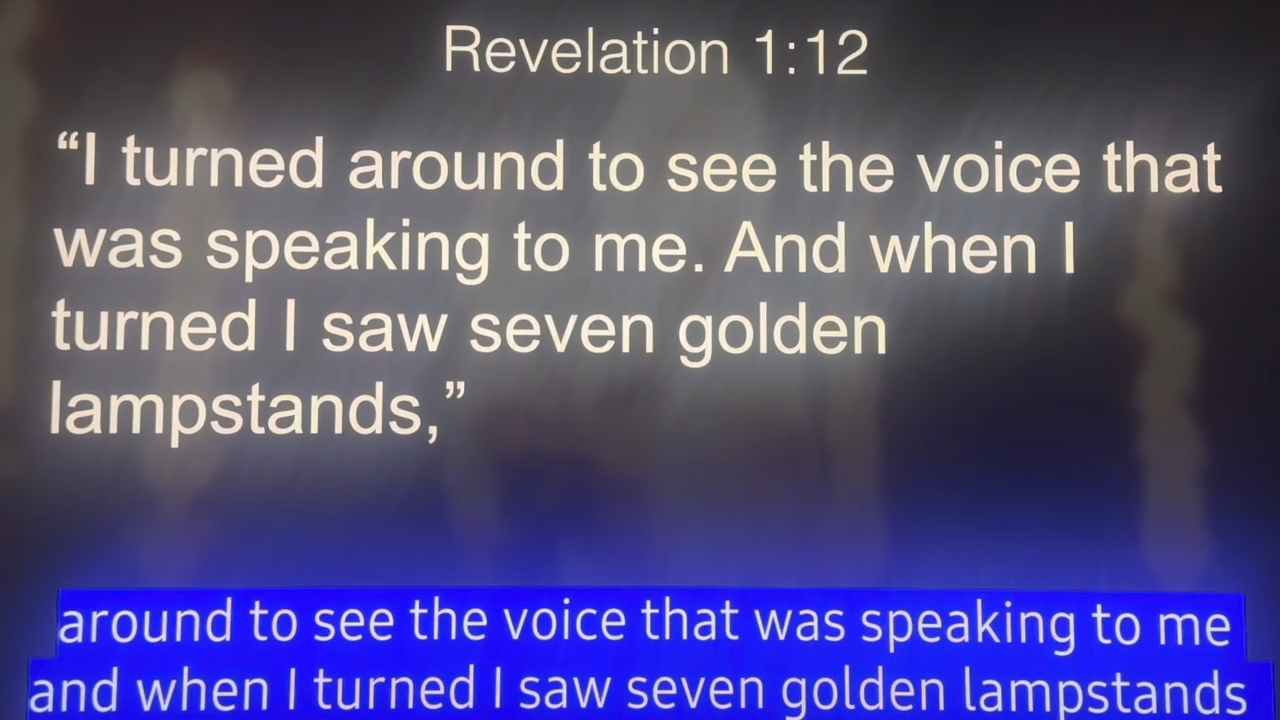 Revelation 1:12
“I turned around to see the voice that
was speaking to me. And when I
turned I saw seven golden
lampstands,”
around to see the voice that was speaking to me
and when I turned I saw seven golden lampstands